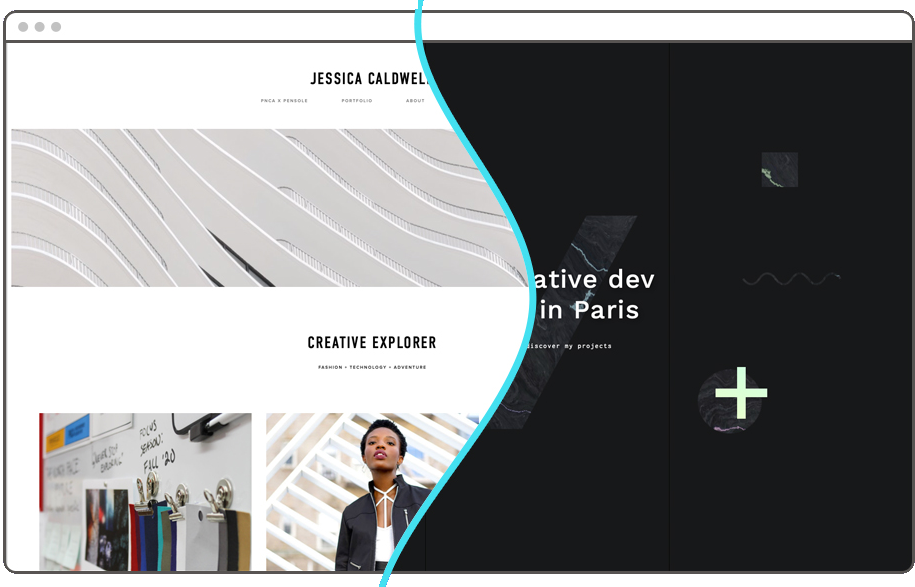 JESSICA CALDWEL
PNCA X PENSOLE PORTFOLIO ABOUT
CREATIVE EXPLORER
FASHION • TECHNOLOGY • ADVENTURE
FOCUS
SEASON:
FALL '20
ative dev
in Paris
discover my projects